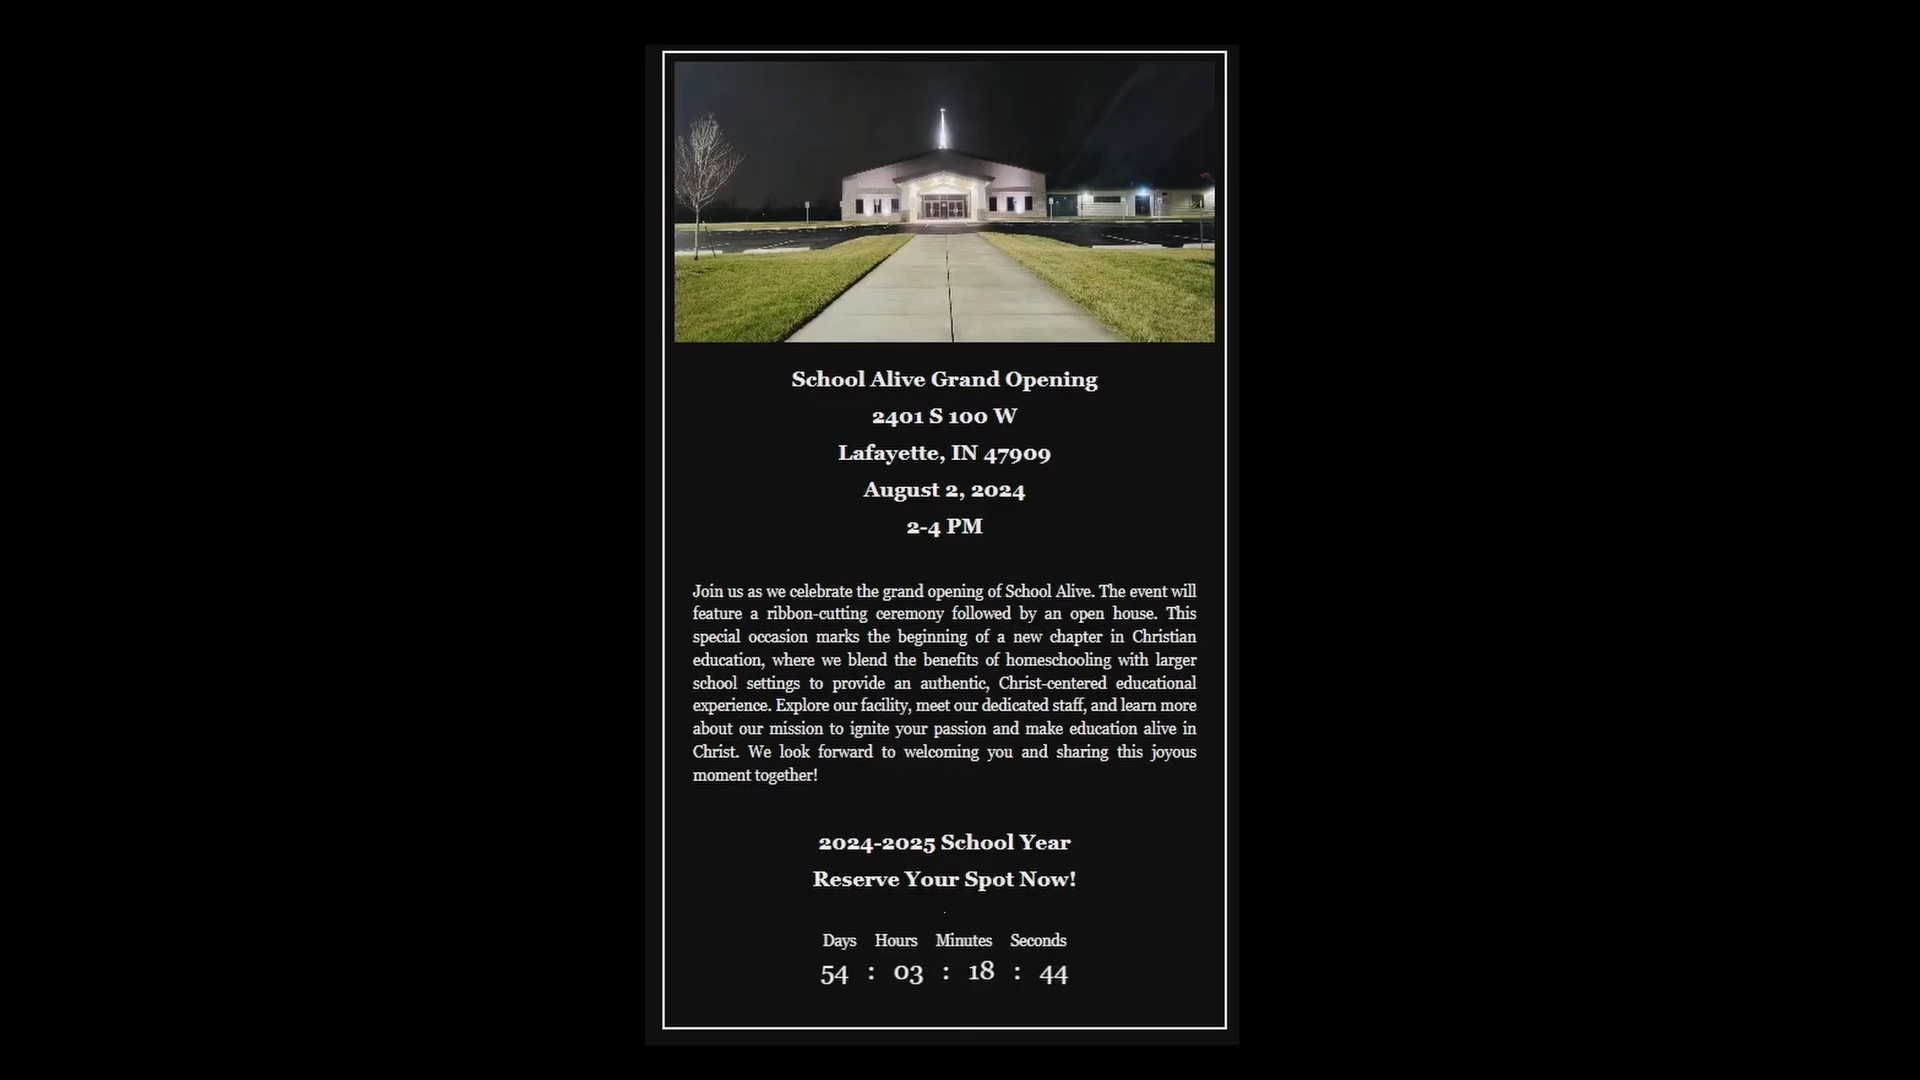 School Alive Grand Opening
2401 S 100 W
Lafayette, IN 47909
August 2, 2024
2-4 PM
Join us as we celebrate the grand opening of School Alive. The event will
feature a ribbon-cutting ceremony followed by an open house. This
special occasion marks the beginning of a new chapter in Christian
education, where we blend the benefits of homeschooling with larger
school settings to provide an authentic, Christ-centered educational
experience. Explore our facility, meet our dedicated staff, and learn more
about our mission to ignite your passion and make education alive in
Christ. We look forward to welcoming you and sharing this joyous
moment together!
2024-2025 School Year
Reserve Your Spot Now!
.
Days Hours Minutes Seconds
54 : 03 : 18 : 44